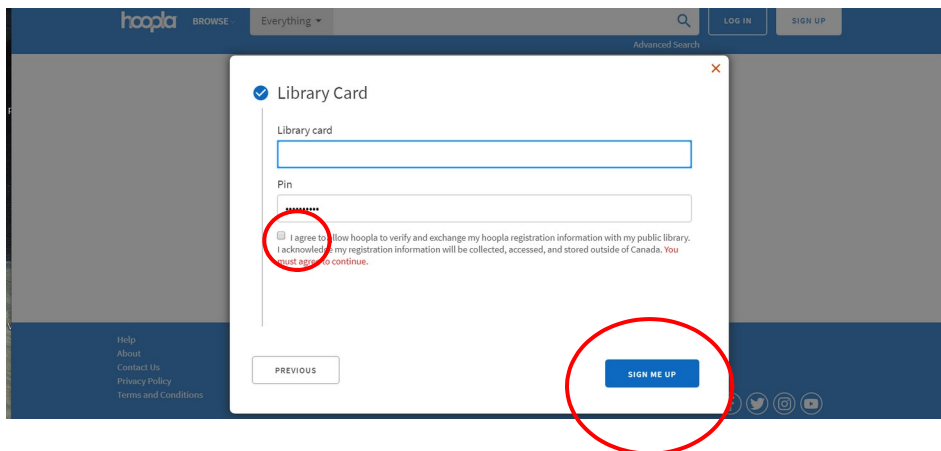 hoopla BROWSE Everything LOG IN SIGN UP
Advanced Search
Library Card
Library card
Pin
I agree to allow hoopla to verify and exchange my hoopla registration information with my public library.
I acknowledge my registration information will be collected, accessed, and stored outside of Canada. You
must agree to continue.
Help
About
Contact Us
Privacy Policy
Terms and Conditions
PREVIOUS
SIGN ME UP